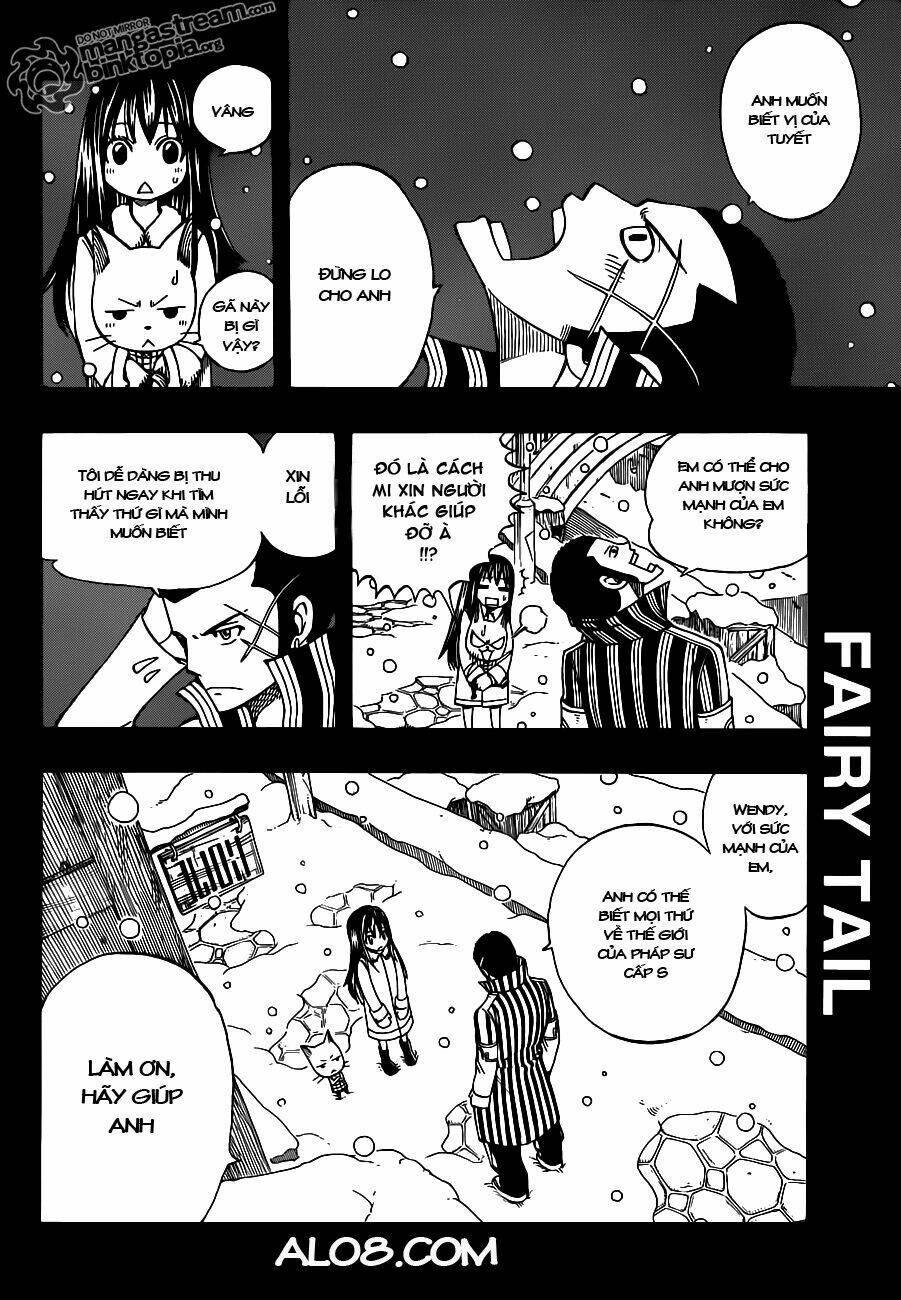 DO NOT MIRROR
mangastream.com
binktopia.org
ANH MUỐN
BIẾT VỊ CỦA
TUYẾT
ĐỪNG LO
CHO ANH
VÂNG
GÃ NÀY
BỊ GÌ
VẬY?
EM CÓ THỂ CHO
ANH MƯỢN SỨC
MẠNH CỦA EM
KHÔNG?
ĐÓ LÀ CÁCH
MI XIN NGƯỜI
KHÁC GIÚP
ĐỠ À
!!?
XIN
LỖI
TÔI DỄ DÀNG BỊ THU
HÚT NGAY KHI TÌM
THẤY THỨ GÌ MÀ MÌNH
MUỐN BIẾT
WENDY,
VỚI SỨC
MẠNH CỦA
EM,
ANH CÓ THỂ
BIẾT MỌI THỨ
VỀ THẾ GIỚI
CỦA PHÁP SƯ
CẤP S
LÀM ƠN,
HÃY GIÚP
ANH
FAIRY TAIL
ALO8.COM